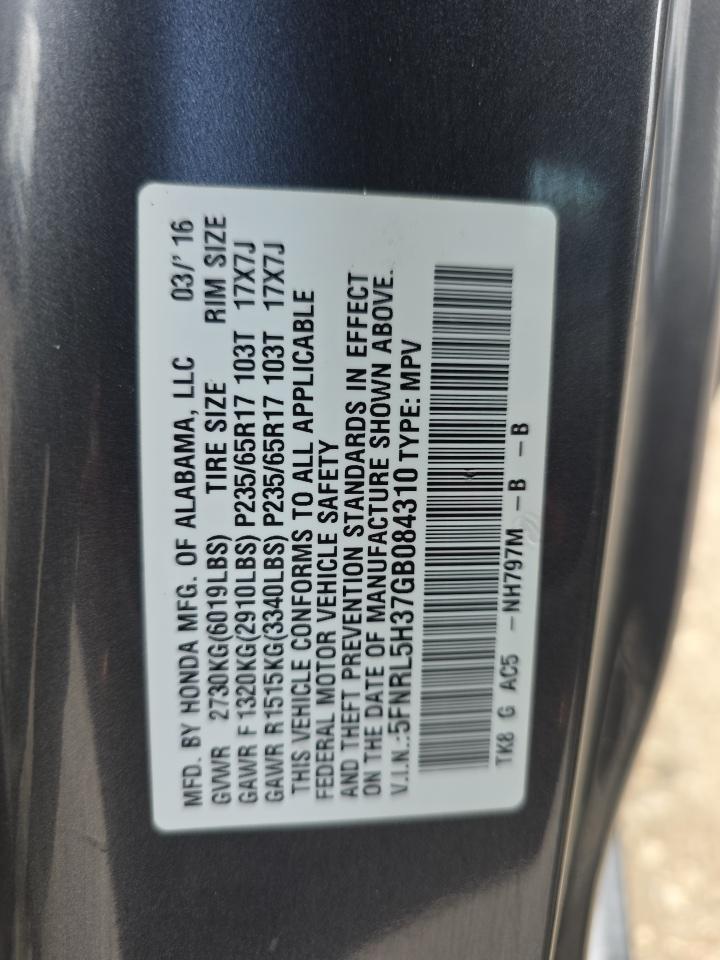 MFD. BY HONDA MFG. OF ALABAMA, LLC 03/'16
GVWR 2730KG(6019LBS) TIRE SIZE RIM SIZE
GAWR F 1320KG(2910LBS) P235/65R17 103T 17X7J
GAWR R1515KG(3340LBS) P235/65R17 103T 17X7J
THIS VEHICLE CONFORMS TO ALL APPLICABLE
FEDERAL MOTOR VEHICLE SAFETY
AND THEFT PREVENTION STANDARDS IN EFFECT
ON THE DATE OF MANUFACTURE SHOWN ABOVE.
V.I.N.:5FNRL5H37GB084310 TYPE: MPV
TK8 G AC5 -NH797M -B -B